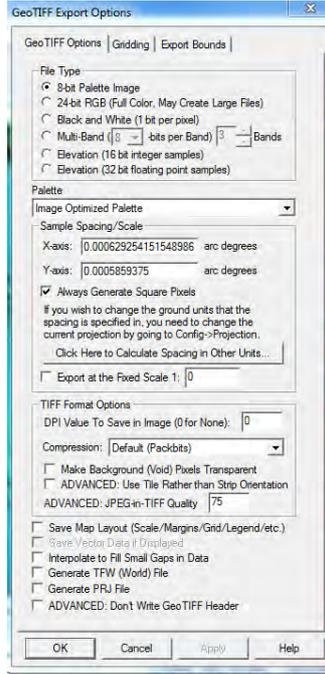 GeoTIFF Export Options
GeoTIFF Options Gridding Export Bounds
File Type
8-bit Palette Image
24-bit RGB (Full Color, May Create Large Files)
Black and White (1 bit per pixel)
Multi-Band ( 8 -bits per Band) 3 Bands
Elevation (16 bit integer samples)
Elevation (32 bit floating point samples)
Palette
Image Optimized Palette
Sample Spacing/Scale
X-axis: 0.000629254151548986 arc degrees
Y-axis: 0.0005859375 arc degrees
Always Generate Square Pixels
If you wish to change the ground units that the
spacing is specified in, you need to change the
current projection by going to Config->Projection.
Click Here to Calculate Spacing in Other Units...
Export at the Fixed Scale 1: 0
TIFF Format Options
DPI Value To Save in Image (0 for None): 0
Compression: Default (Packbits)
Make Background (Void) Pixels Transparent
ADVANCED: Use Tile Rather than Strip Orientation
ADVANCED: JPEG-in-TIFF Quality 75
Save Map Layout (Scale/Margins/Grid/Legend/etc.)
Save Vector Data if Displayed
Interpolate to Fill Small Gaps in Data
Generate TFW (World) File
Generate PRJ File
ADVANCED: Don't Write GeoTIFF Header
OK Cancel Apply Help